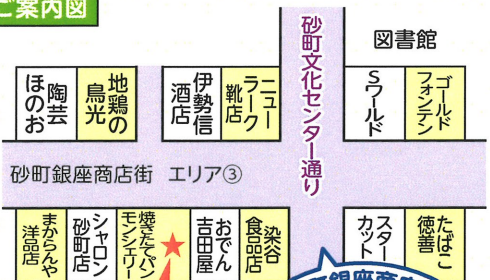 ご案内図
図書館
砂町文化センター通り
陶芸
ほのお
地鶏の
鳥光
伊勢信
酒店
ニュー
ラーク
靴店
Sワールド
ゴールド
フォンテン
砂町銀座商店街 エリア③
まからんや
洋品店
シャロン
砂町店
焼きたてパン
モンシェリー
おでん
吉田屋
染谷
食品店
スター
カット
たばこ
徳善
銀座商